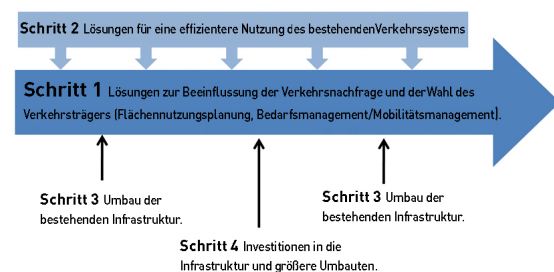 Schritt 2 Lösungen für eine effizientere Nutzung des bestehendenVerkehrssystems
Schritt 1 Lösungen zur Beeinflussung der Verkehrsnachfrage und derWahl des
Verkehrsträgers (Flächennutzungsplanung, Bedarfsmanagement/Mobilitätsmanagement).
Schritt 3 Umbau der
bestehenden Infrastruktur.
Schritt 3 Umbau der
bestehenden Infrastruktur.
Schritt 4 Investitionen in die
Infrastruktur und größere Umbauten.